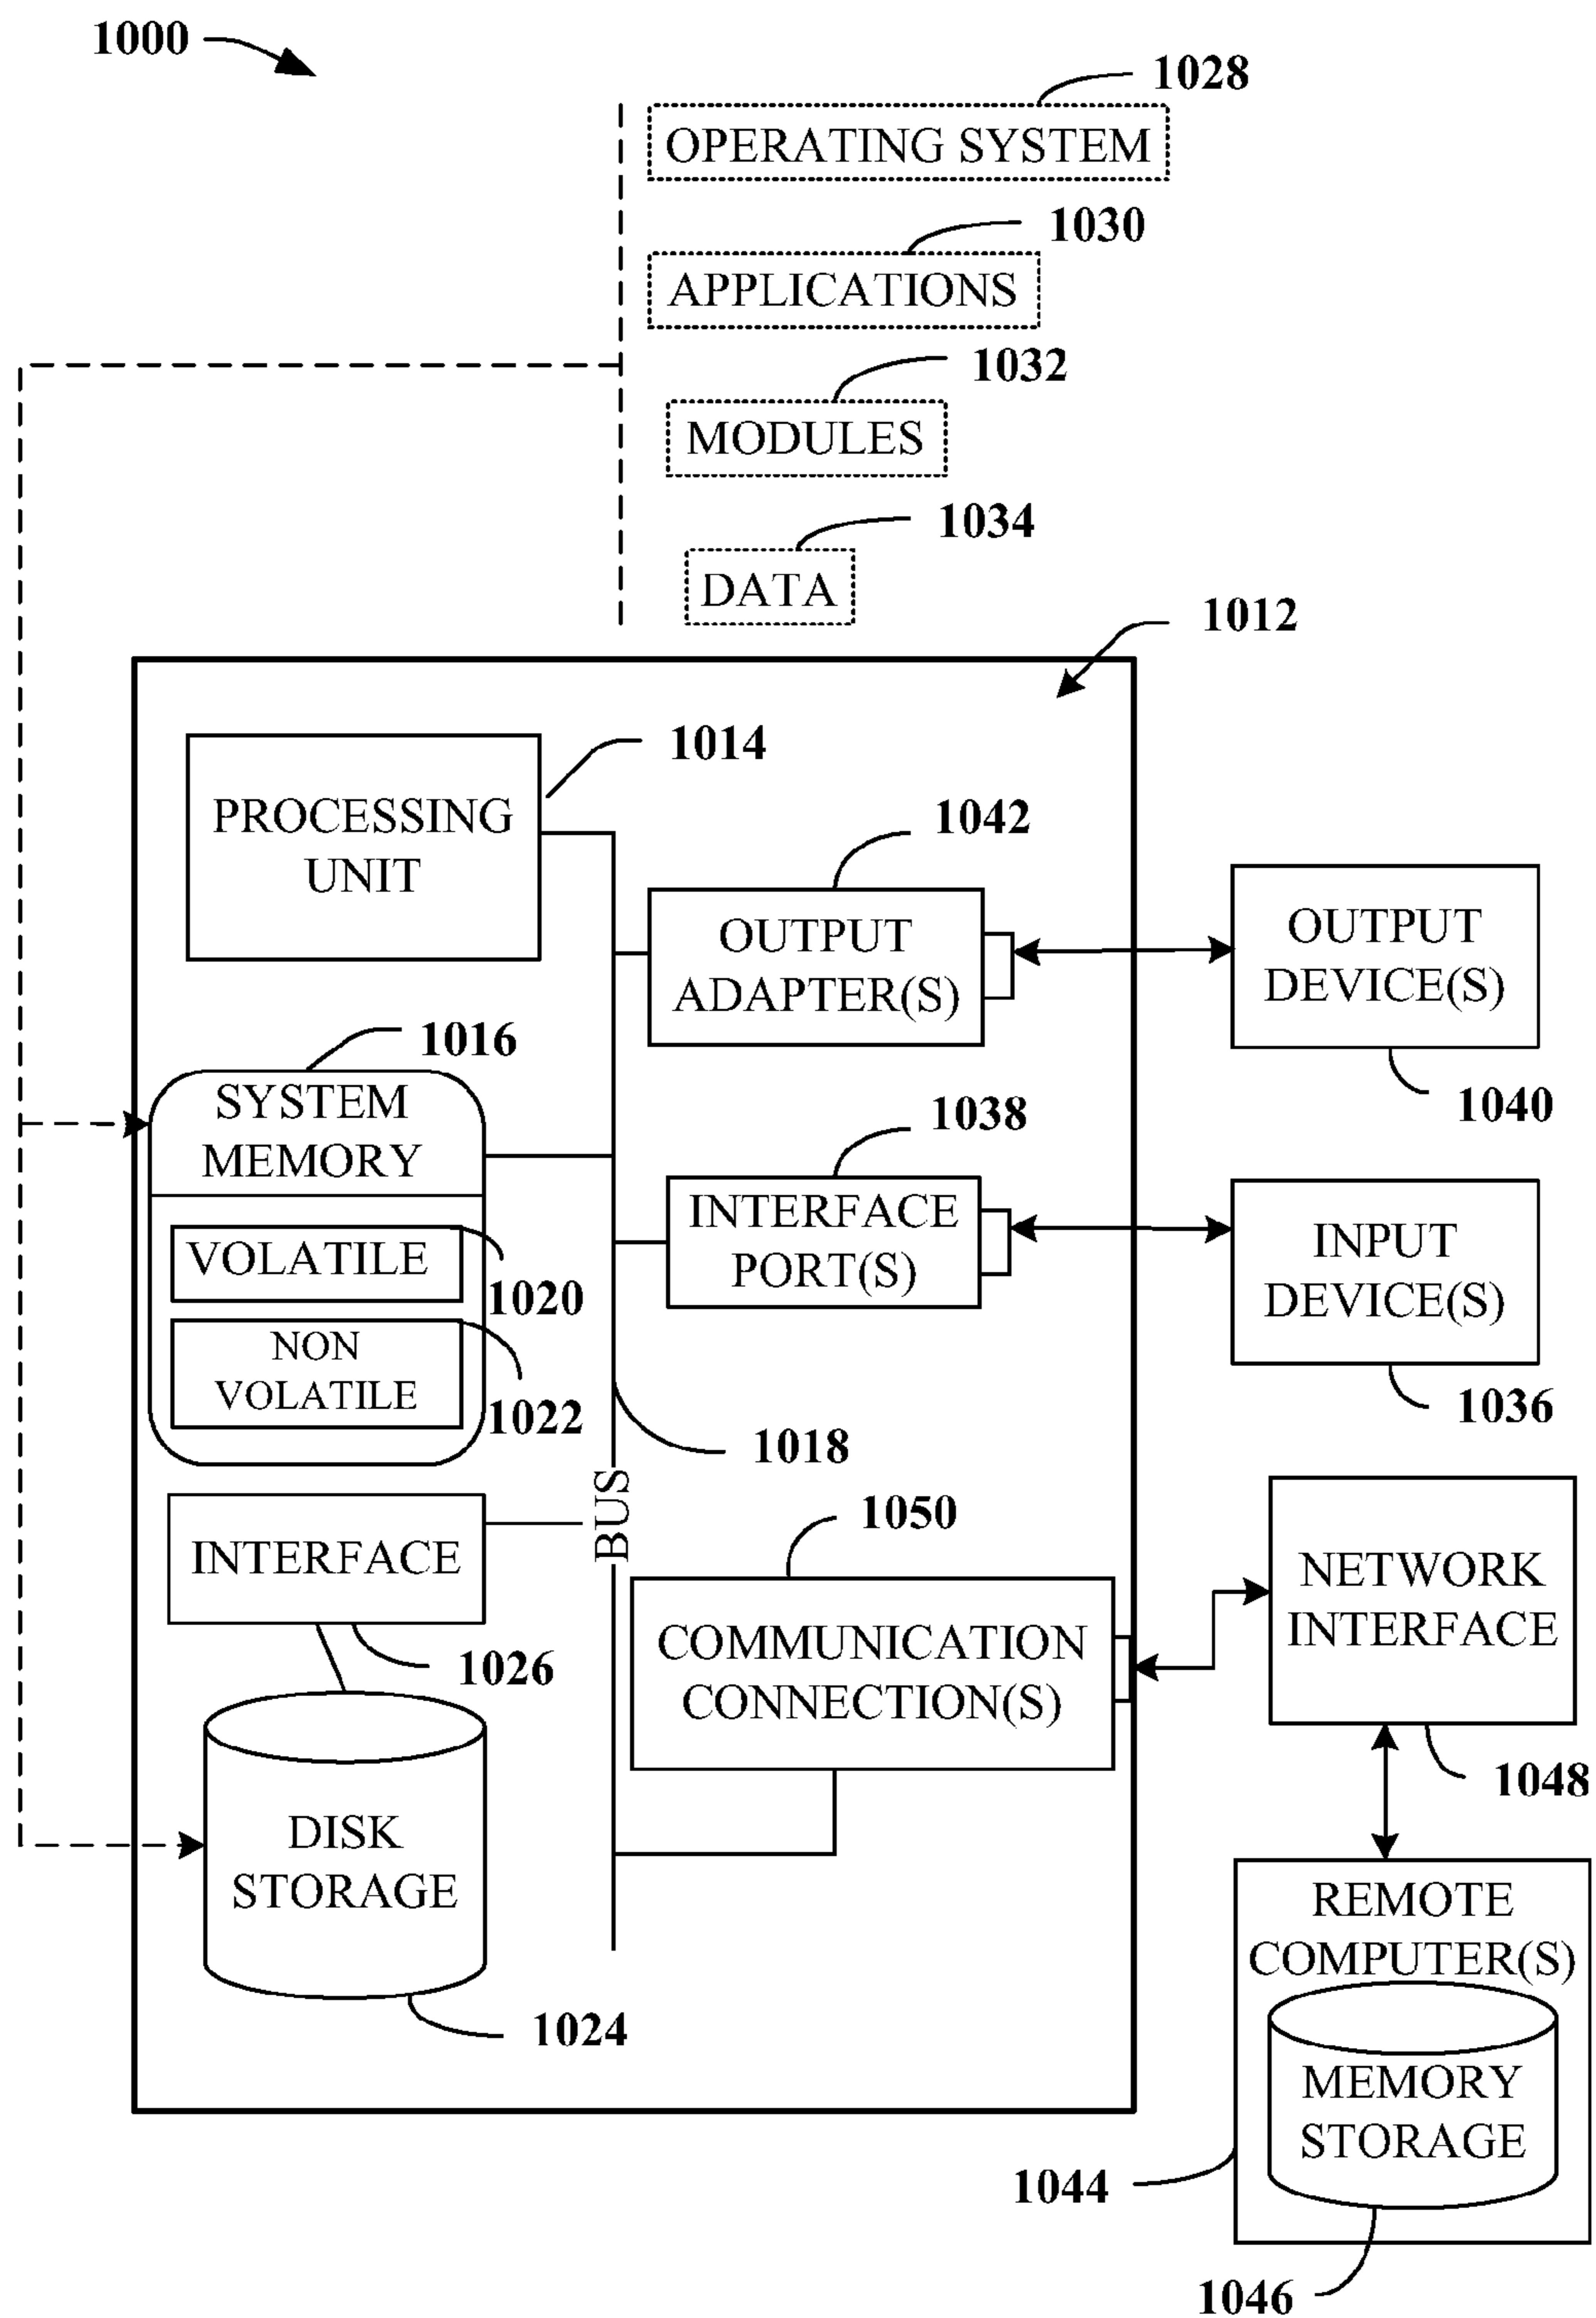 1000
1028
OPERATING SYSTEM
1030
APPLICATIONS
1032
MODULES
1034
DATA
1012
1014
PROCESSING
UNIT
1042
OUTPUT
ADAPTER(S)
OUTPUT
DEVICE(S)
1040
1016
SYSTEM
MEMORY
VOLATILE
1020
NON
VOLATILE
1022
1038
INTERFACE
PORT(S)
INPUT
DEVICE(S)
1036
1018
BUS
INTERFACE
1026
1050
COMMUNICATION
CONNECTION(S)
NETWORK
INTERFACE
1048
DISK
STORAGE
1024
REMOTE
COMPUTER(S)
MEMORY
STORAGE
1044
1046